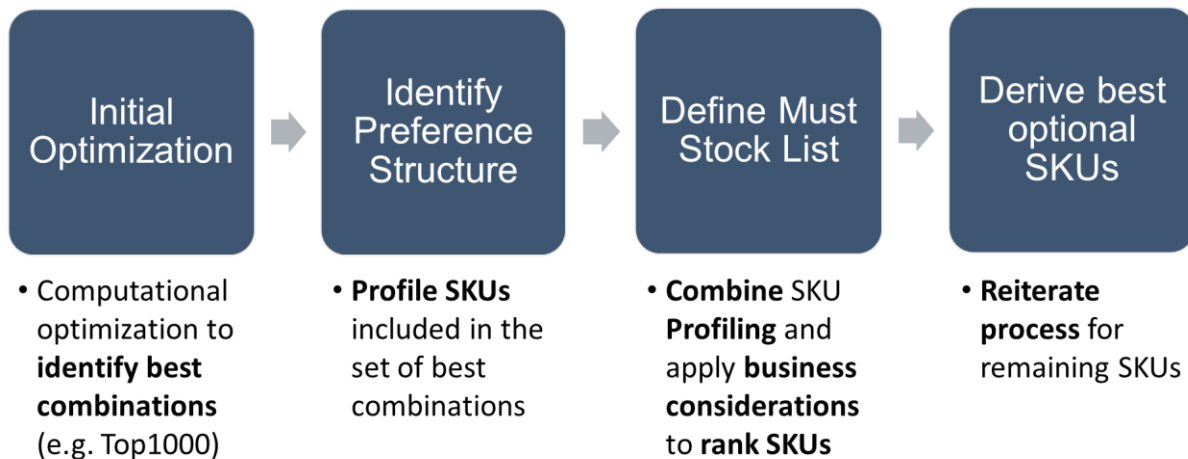 Initial
Optimization
Identify
Preference
Structure
Define Must
Stock List
Derive best
optional
SKUs
• Computational
optimization to
identify best
combinations
(e.g. Top1000)
• Profile SKUs
included in the
set of best
combinations
• Combine SKU
Profiling and
apply business
considerations
to rank SKUs
• Reiterate
process for
remaining SKUs